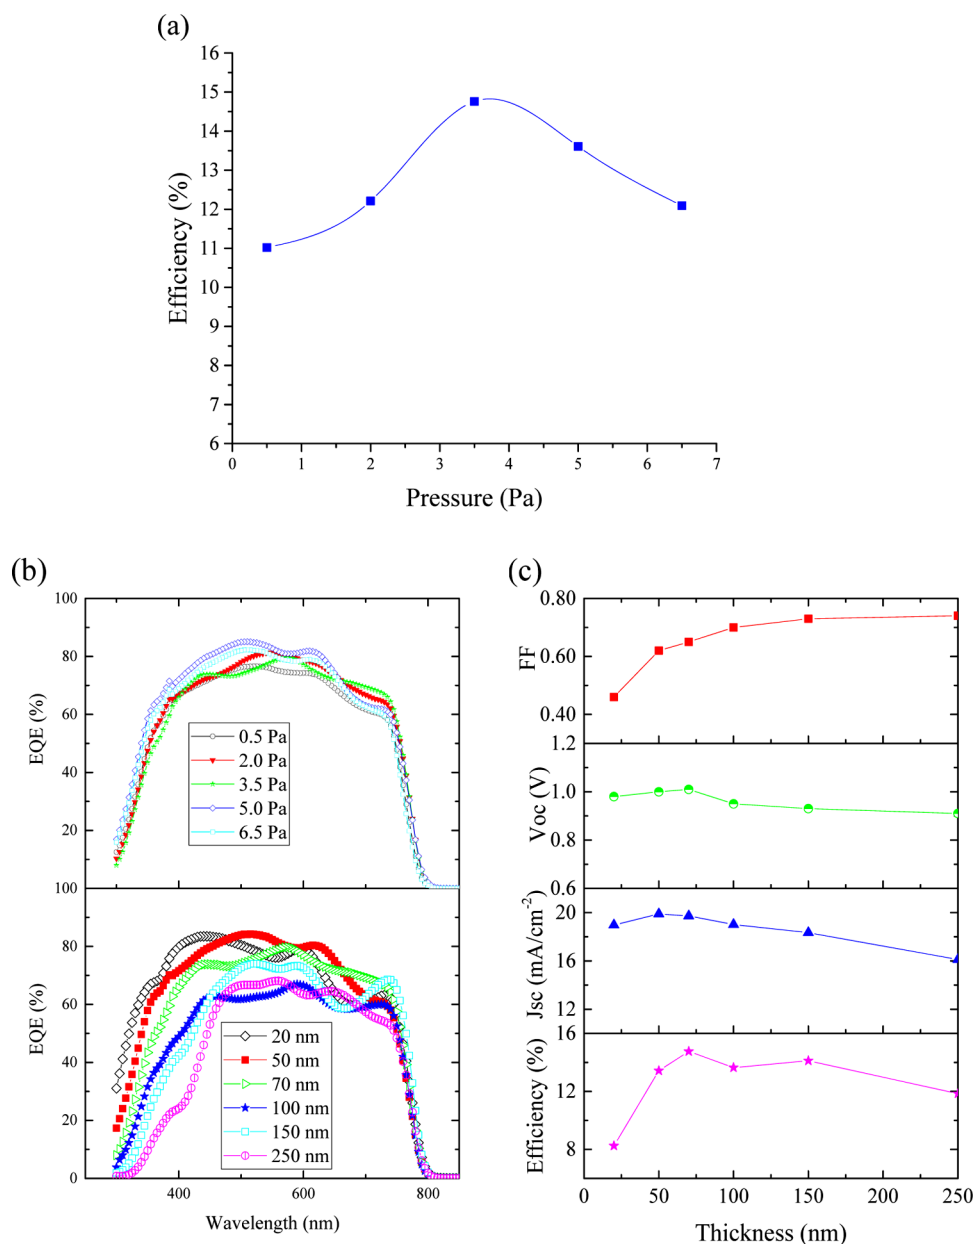 (a)
16
15
14
13
12
11
10
9
8
7
6
Efficiency (%)
0 1 2 3 4 5 6 7
Pressure (Pa)
(b)
100
80
60
40
20
100
EQE (%)
0.5 Pa
2.0 Pa
3.5 Pa
5.0 Pa
6.5 Pa
80
60
40
20
0
EQE (%)
20 nm
50 nm
70 nm
100 nm
150 nm
250 nm
400 600 800
Wavelength (nm)
(c)
0.80
0.60
0.40
FF
1.2
1.0
0.8
0.6
Voc (V)
20
16
12
Jsc (mA/cm⁻²)
16
12
8
Efficiency (%)
0 50 100 150 200 250
Thickness (nm)